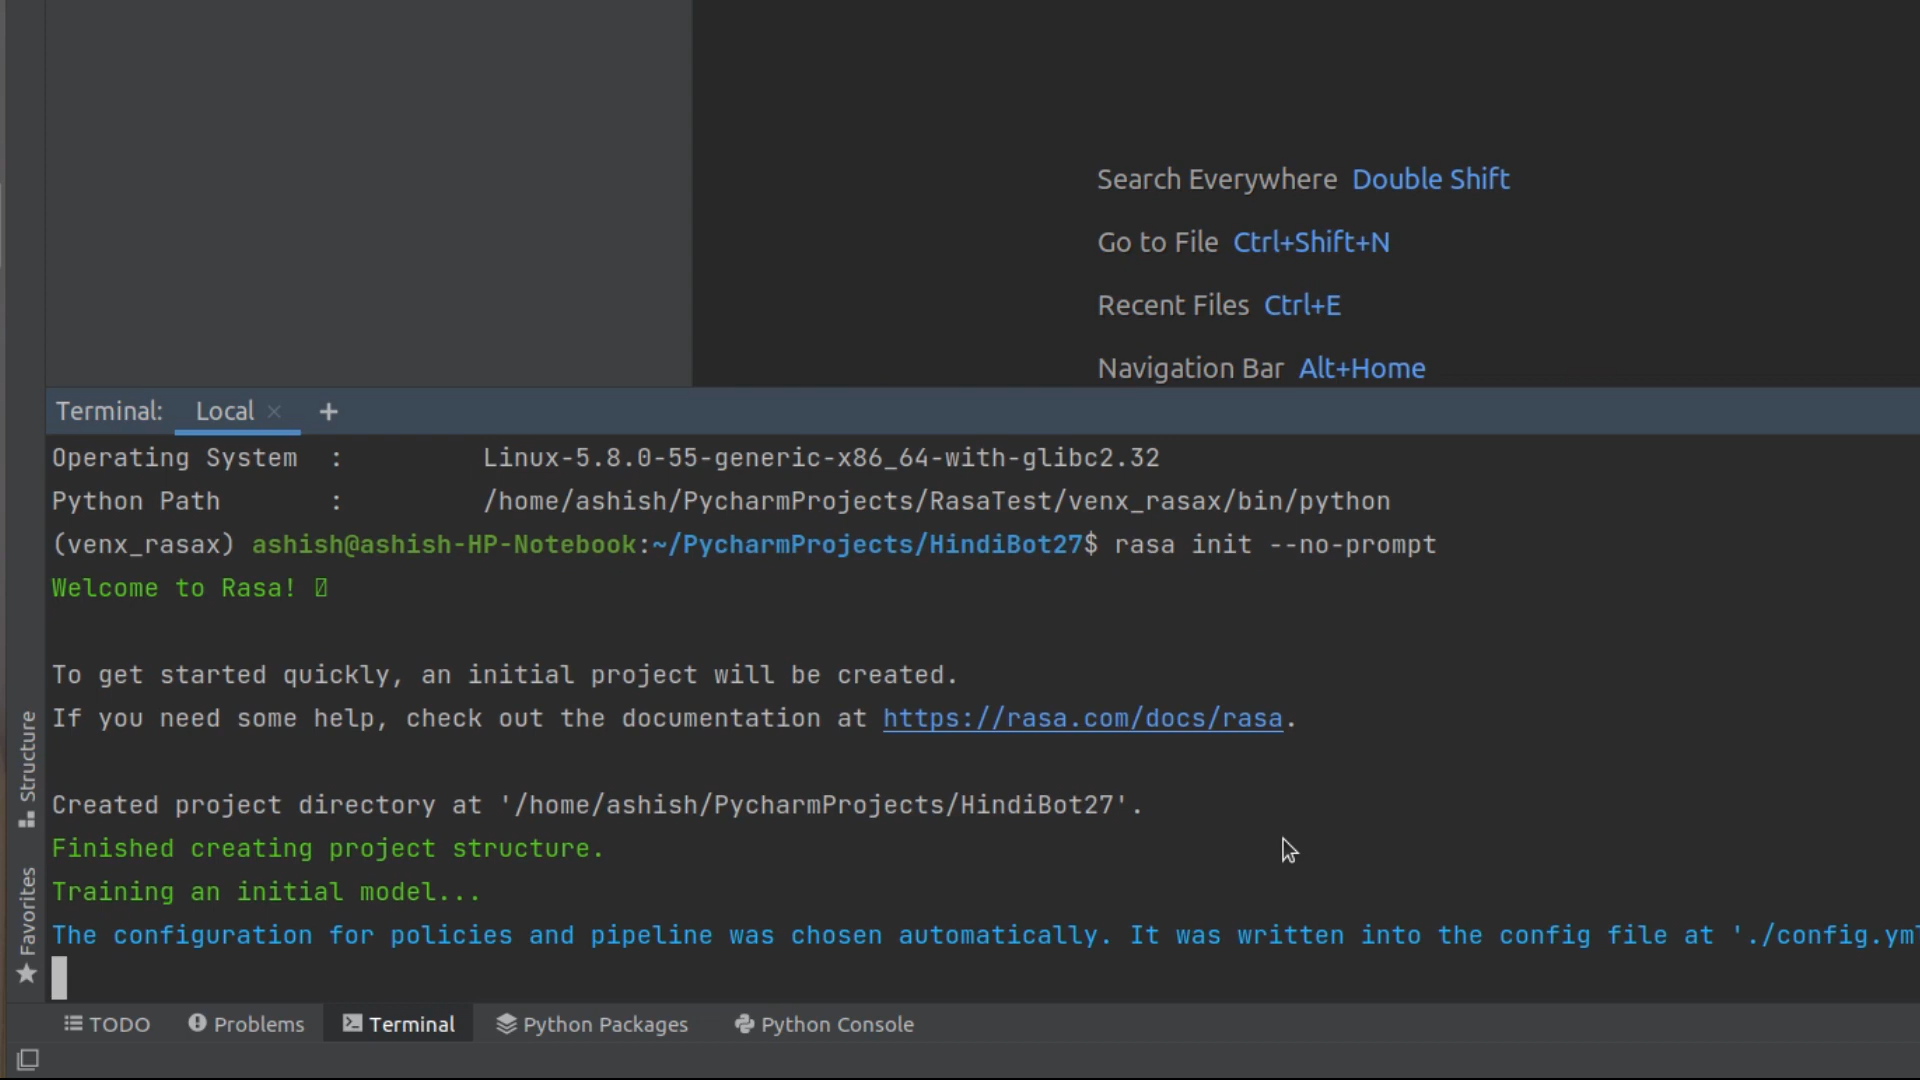 Search Everywhere Double Shift
Go to File Ctrl+Shift+N
Recent Files Ctrl+E
Navigation Bar Alt+Home
Terminal: Local × +
Operating System  :         Linux-5.8.0-55-generic-x86_64-with-glibc2.32
Python Path       :         /home/ashish/PycharmProjects/RasaTest/venx_rasax/bin/python
(venx_rasax) ashish@ashish-HP-Notebook:~/PycharmProjects/HindiBot27$ rasa init --no-prompt
Welcome to Rasa!
To get started quickly, an initial project will be created.
If you need some help, check out the documentation at https://rasa.com/docs/rasa.
Created project directory at '/home/ashish/PycharmProjects/HindiBot27'.
Finished creating project structure.
Training an initial model...
The configuration for policies and pipeline was chosen automatically. It was written into the config file at './config.yml
Structure
Favorites
TODO Problems Terminal Python Packages Python Console